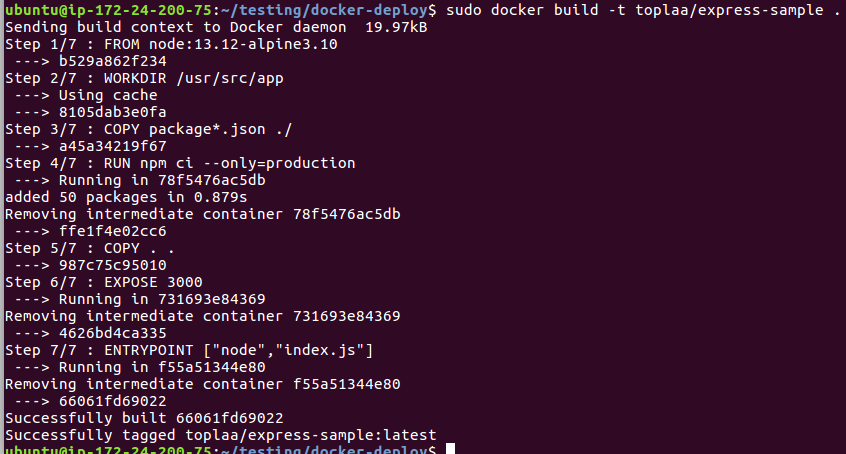 ubuntu@ip-172-24-200-75:~/testing/docker-deploy$ sudo docker build -t toplaa/express-sample .
Sending build context to Docker daemon  19.97kB
Step 1/7 : FROM node:13.12-alpine3.10
 ---> b529a862f234
Step 2/7 : WORKDIR /usr/src/app
 ---> Using cache
 ---> 8105dab3e0fa
Step 3/7 : COPY package*.json ./
 ---> a45a34219f67
Step 4/7 : RUN npm ci --only=production
 ---> Running in 78f5476ac5db
added 50 packages in 0.879s
Removing intermediate container 78f5476ac5db
 ---> ffe1f4e02cc6
Step 5/7 : COPY . .
 ---> 987c75c95010
Step 6/7 : EXPOSE 3000
 ---> Running in 731693e84369
Removing intermediate container 731693e84369
 ---> 4626bd4ca335
Step 7/7 : ENTRYPOINT ["node","index.js"]
 ---> Running in f55a51344e80
Removing intermediate container f55a51344e80
 ---> 66061fd69022
Successfully built 66061fd69022
Successfully tagged toplaa/express-sample:latest
ubuntu@ip-172-24-200-75:~/testing/docker-deploy$